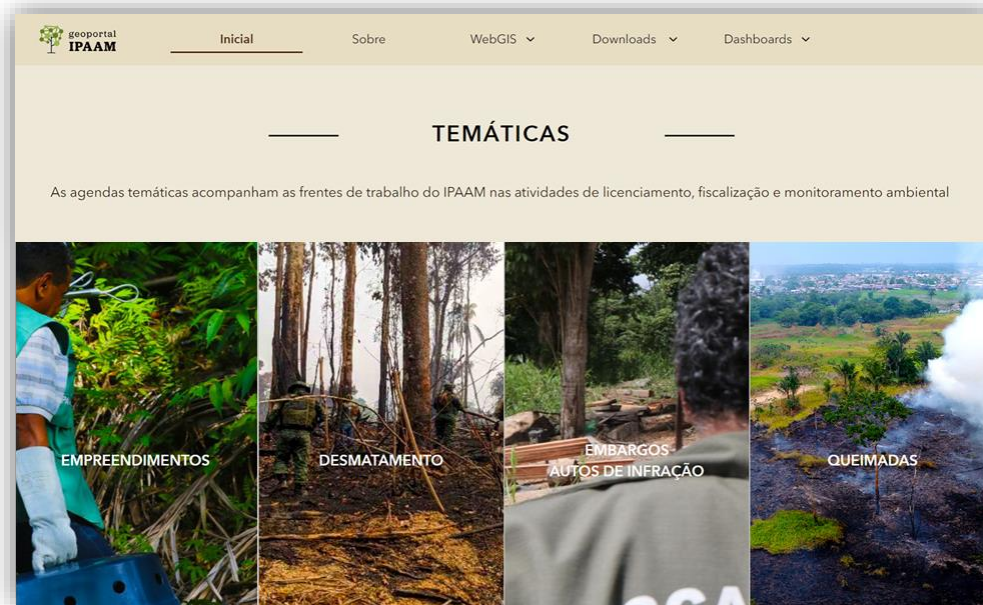 geoportal
IPAAM
Inicial
Sobre
WebGIS
Downloads
Dashboards
TEMÁTICAS
As agendas temáticas acompanham as frentes de trabalho do IPAAM nas atividades de licenciamento, fiscalização e monitoramento ambiental
EMPREENDIMENTOS
DESMATAMENTO
EMBARGOS
AUTOS DE INFRAÇÃO
QUEIMADAS